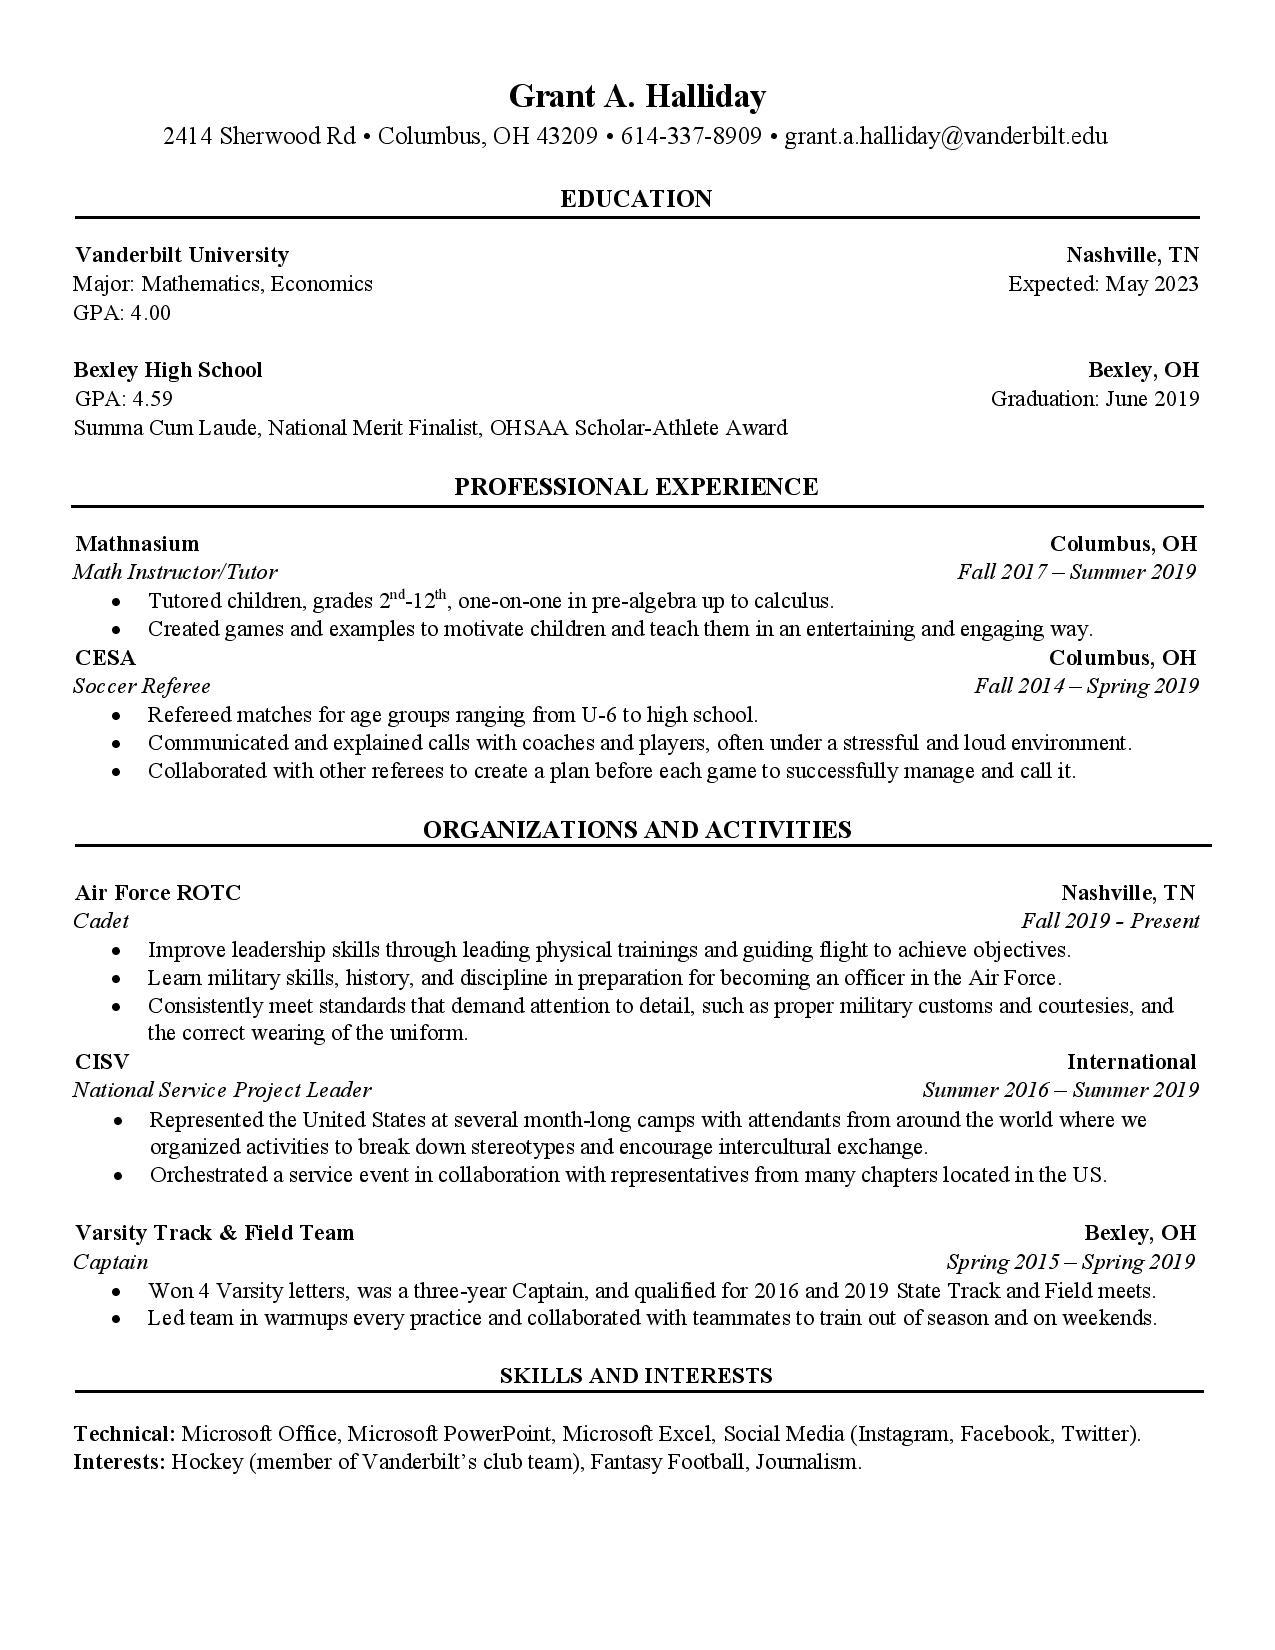 Grant A. Halliday
2414 Sherwood Rd • Columbus, OH 43209 • 614-337-8909 • grant.a.halliday@vanderbilt.edu
EDUCATION
Vanderbilt University Nashville, TN
Major: Mathematics, Economics Expected: May 2023
GPA: 4.00
Bexley High School Bexley, OH
GPA: 4.59 Graduation: June 2019
Summa Cum Laude, National Merit Finalist, OHSAA Scholar-Athlete Award
PROFESSIONAL EXPERIENCE
Mathnasium Columbus, OH
Math Instructor/Tutor Fall 2017 – Summer 2019
• Tutored children, grades 2nd-12th, one-on-one in pre-algebra up to calculus.
• Created games and examples to motivate children and teach them in an entertaining and engaging way.
CESA Columbus, OH
Soccer Referee Fall 2014 – Spring 2019
• Refereed matches for age groups ranging from U-6 to high school.
• Communicated and explained calls with coaches and players, often under a stressful and loud environment.
• Collaborated with other referees to create a plan before each game to successfully manage and call it.
ORGANIZATIONS AND ACTIVITIES
Air Force ROTC Nashville, TN
Cadet Fall 2019 - Present
• Improve leadership skills through leading physical trainings and guiding flight to achieve objectives.
• Learn military skills, history, and discipline in preparation for becoming an officer in the Air Force.
• Consistently meet standards that demand attention to detail, such as proper military customs and courtesies, and
the correct wearing of the uniform.
CISV International
National Service Project Leader Summer 2016 – Summer 2019
• Represented the United States at several month-long camps with attendants from around the world where we
organized activities to break down stereotypes and encourage intercultural exchange.
• Orchestrated a service event in collaboration with representatives from many chapters located in the US.
Varsity Track & Field Team Bexley, OH
Captain Spring 2015 – Spring 2019
• Won 4 Varsity letters, was a three-year Captain, and qualified for 2016 and 2019 State Track and Field meets.
• Led team in warmups every practice and collaborated with teammates to train out of season and on weekends.
SKILLS AND INTERESTS
Technical: Microsoft Office, Microsoft PowerPoint, Microsoft Excel, Social Media (Instagram, Facebook, Twitter).
Interests: Hockey (member of Vanderbilt’s club team), Fantasy Football, Journalism.